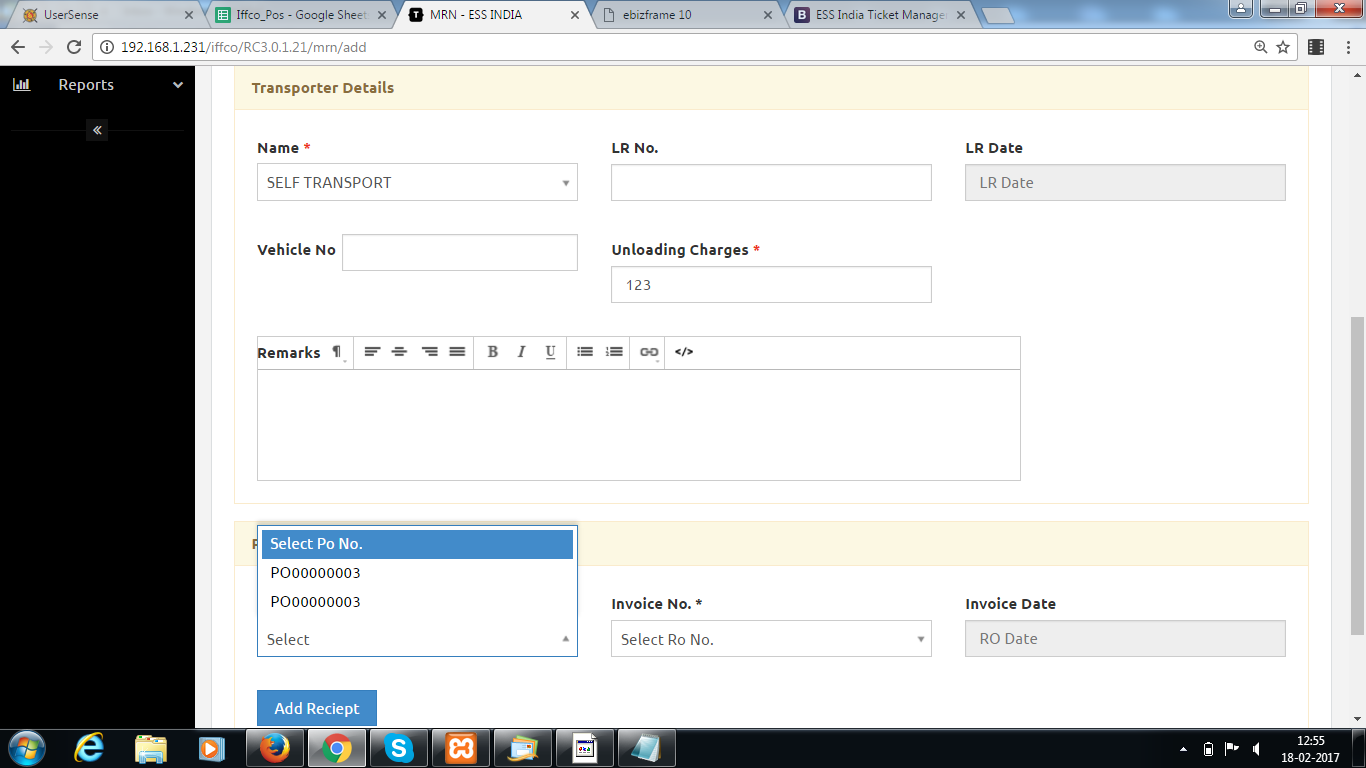 UserSense
Iffco_Pos - Google Sheet
MRN - ESS INDIA
ebizframe 10
ESS India Ticket Manage
192.168.1.231/iffco/RC3.0.1.21/mrn/add
Reports
Transporter Details
Name *
LR No.
LR Date
SELF TRANSPORT
LR Date
Vehicle No
Unloading Charges *
123
Remarks
B I U
</>
Select Po No.
PO00000003
PO00000003
Select
Invoice No. *
Invoice Date
Select Ro No.
RO Date
Add Reciept
12:55
18-02-2017